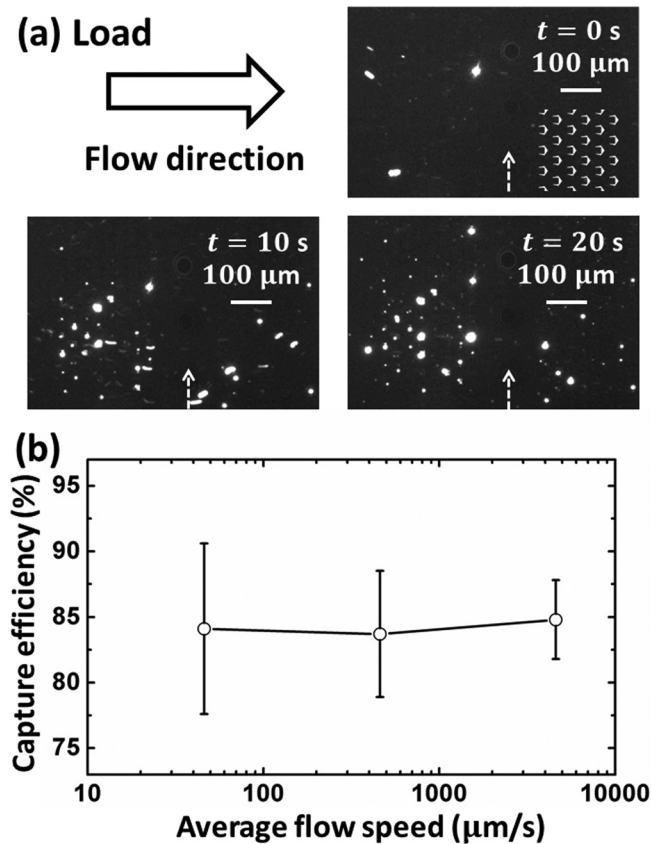 (a) Load
Flow direction
t = 0 s
100 μm
t = 10 s
100 μm
t = 20 s
100 μm
(b)
Capture efficiency (%)
95
90
85
80
75
10
100
1000
10000
Average flow speed (μm/s)